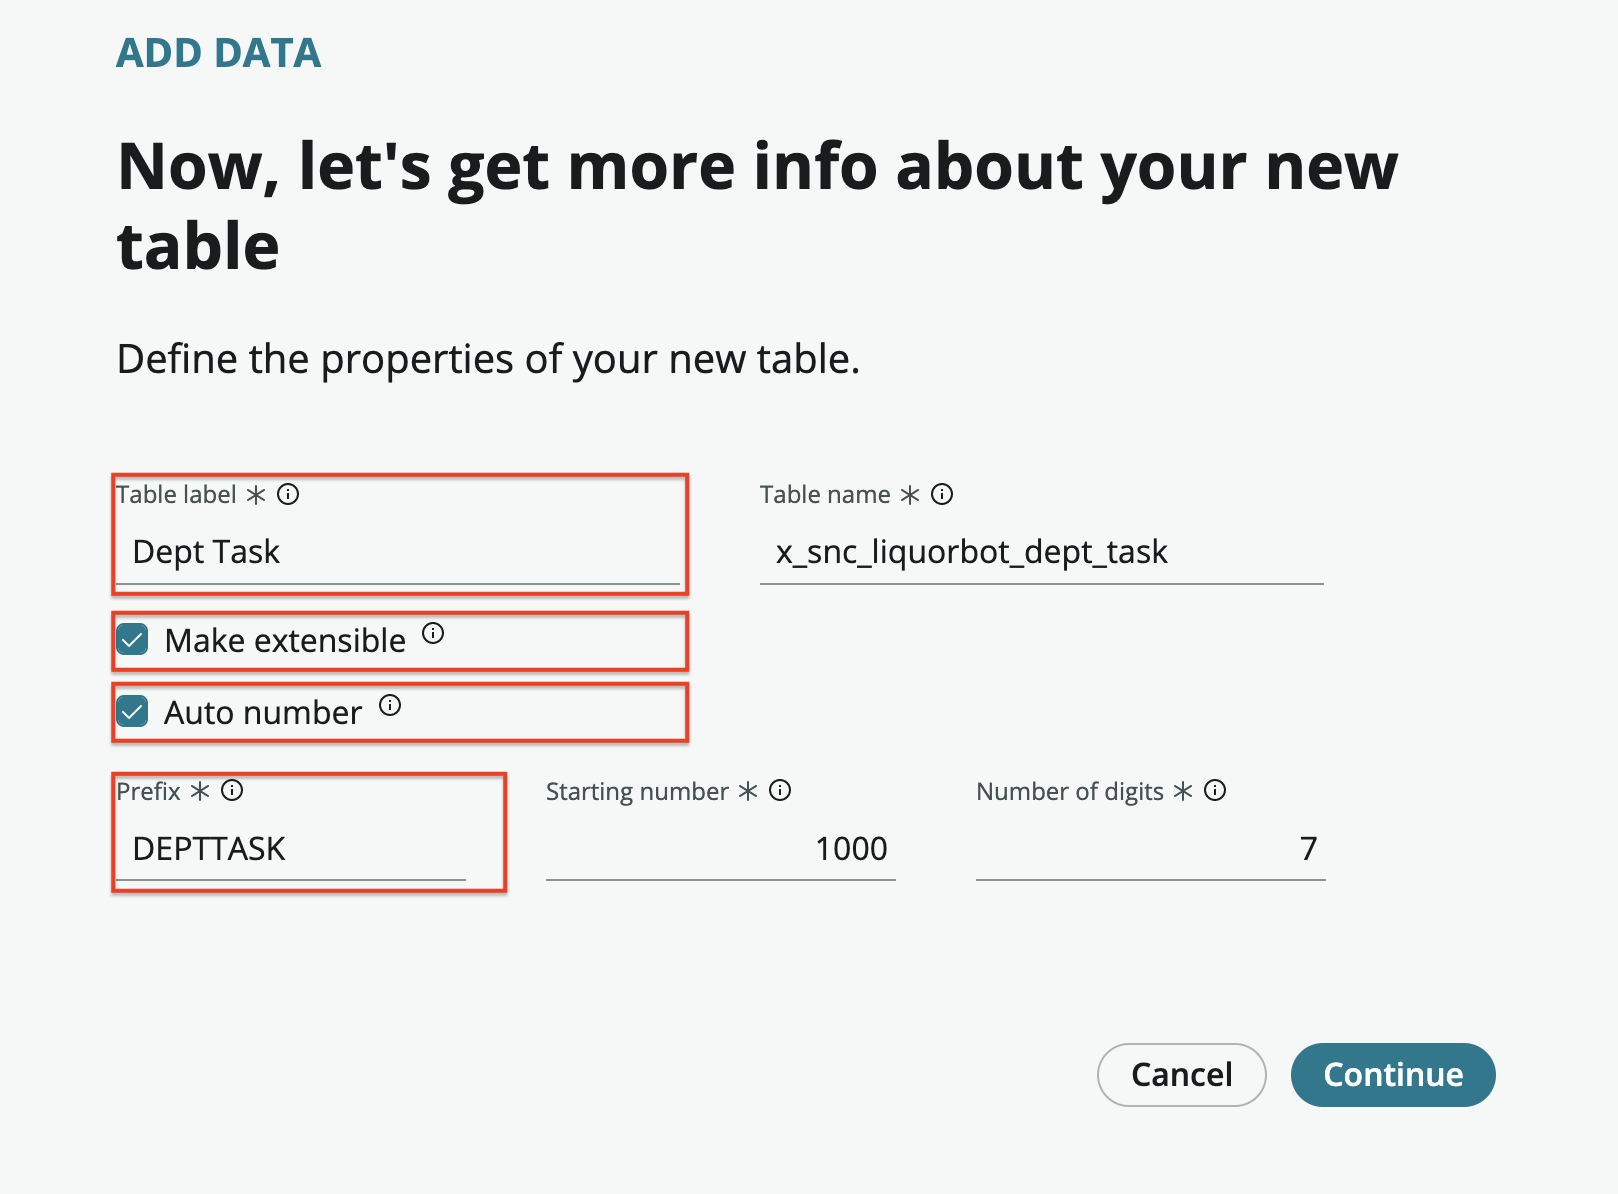 ADD DATA
Now, let's get more info about your new
table
Define the properties of your new table.
Table label *
Table name *
Dept Task
x_snc_liquorbot_dept_task
Make extensible
Auto number
Prefix *
Starting number *
Number of digits *
DEPTTASK
1000
7
Cancel
Continue